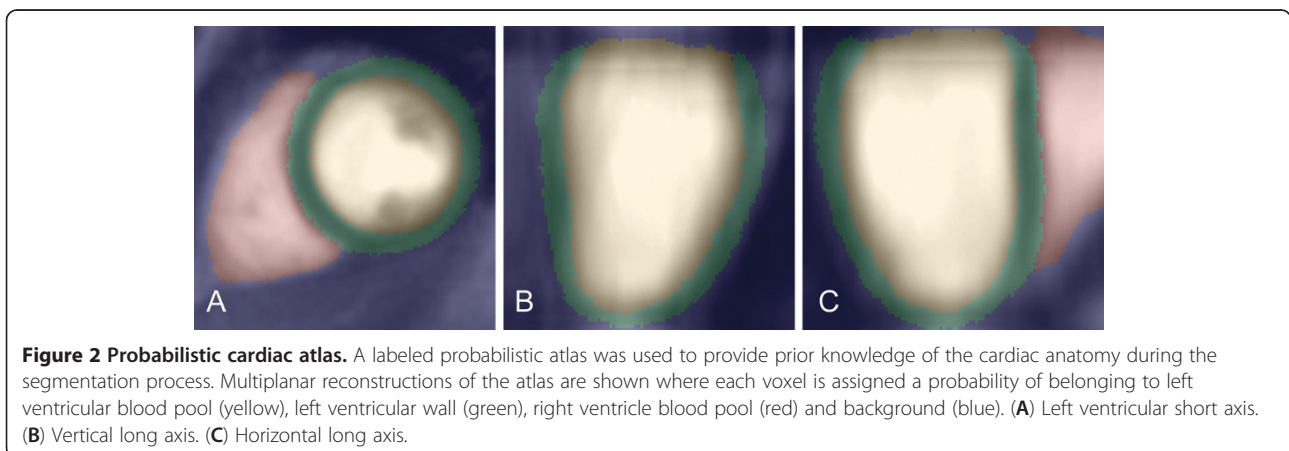 A B C
Figure 2 Probabilistic cardiac atlas. A labeled probabilistic atlas was used to provide prior knowledge of the cardiac anatomy during the
segmentation process. Multiplanar reconstructions of the atlas are shown where each voxel is assigned a probability of belonging to left
ventricular blood pool (yellow), left ventricular wall (green), right ventricle blood pool (red) and background (blue). (A) Left ventricular short axis.
(B) Vertical long axis. (C) Horizontal long axis.